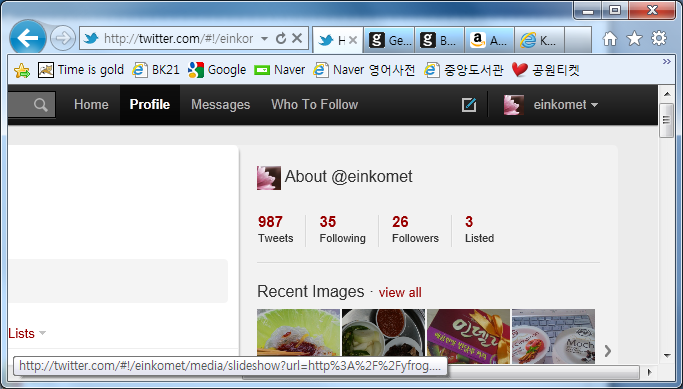 http://twitter.com/#!/einkor
H
Ge...
B...
A...
K...
Time is gold
BK21
Google
Naver
Naver 영어사전
중앙도서관
공원티켓
Home
Profile
Messages
Who To Follow
einkomet
About @einkomet
987
35
26
3
Tweets
Following
Followers
Listed
Recent Images · view all
Lists
Moch
http://twitter.com/#!/einkomet/media/slideshow?url=http%3A%2F%2Fyfrog....